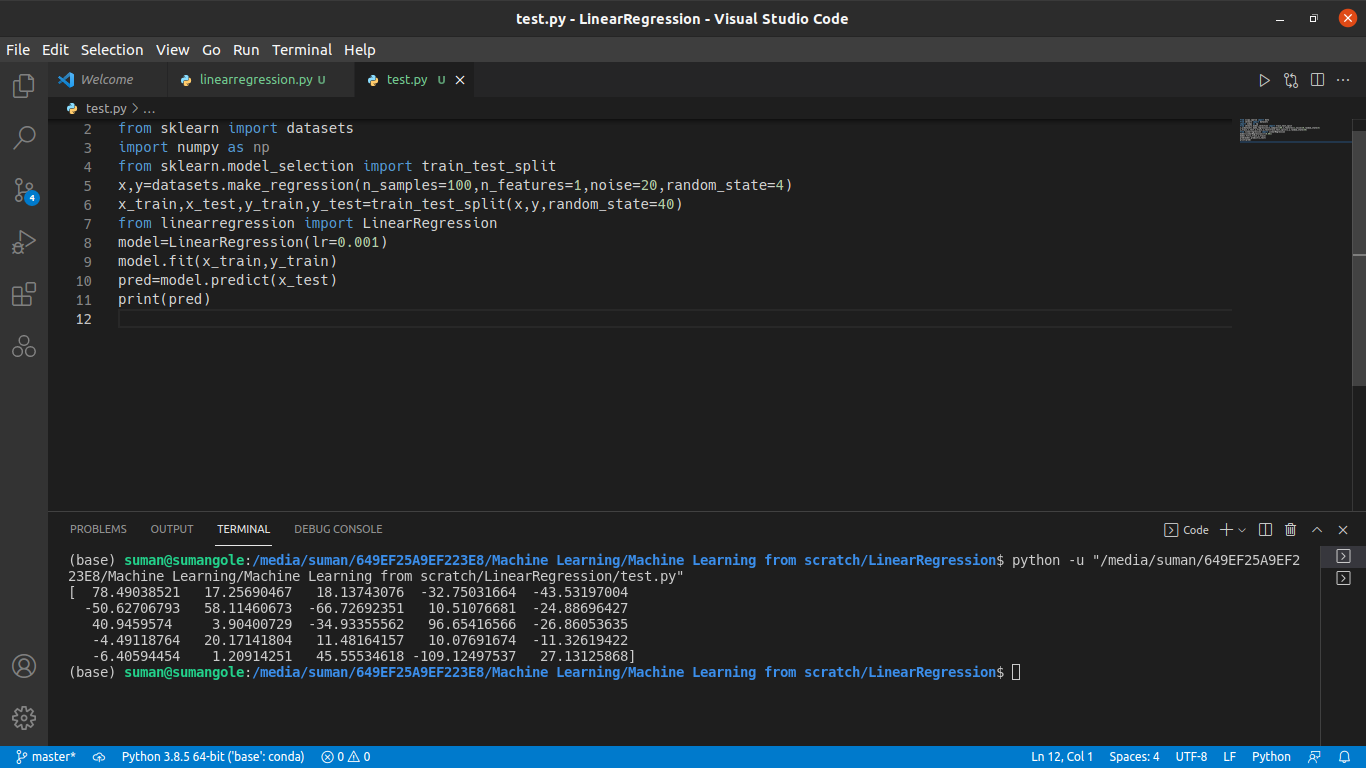 test.py - LinearRegression - Visual Studio Code
File Edit Selection View Go Run Terminal Help
Welcome linearregression.py U test.py U
test.py > ...
2 from sklearn import datasets
3 import numpy as np
4 from sklearn.model_selection import train_test_split
5 x,y=datasets.make_regression(n_samples=100,n_features=1,noise=20,random_state=4)
6 x_train,x_test,y_train,y_test=train_test_split(x,y,random_state=40)
7 from linearregression import LinearRegression
8 model=LinearRegression(lr=0.001)
9 model.fit(x_train,y_train)
10 pred=model.predict(x_test)
11 print(pred)
12
4
PROBLEMS OUTPUT TERMINAL DEBUG CONSOLE Code
(base) suman@sumangole:/media/suman/649EF25A9EF223E8/Machine Learning/Machine Learning from scratch/LinearRegression$ python -u "/media/suman/649EF25A9EF2
23E8/Machine Learning/Machine Learning from scratch/LinearRegression/test.py"
[  78.49038521   17.25690467   18.13743076  -32.75031664  -43.53197004
  -50.62706793   58.11460673  -66.72692351   10.51076681  -24.88696427
   40.9459574     3.90400729  -34.93355562   96.65416566  -26.86053635
   -4.49118764   20.17141804   11.48164157   10.07691674  -11.32619422
   -6.40594454    1.20914251   45.55534618 -109.12497537   27.13125868]
(base) suman@sumangole:/media/suman/649EF25A9EF223E8/Machine Learning/Machine Learning from scratch/LinearRegression$
master* Python 3.8.5 64-bit ('base': conda) 0 0 Ln 12, Col 1 Spaces: 4 UTF-8 LF Python